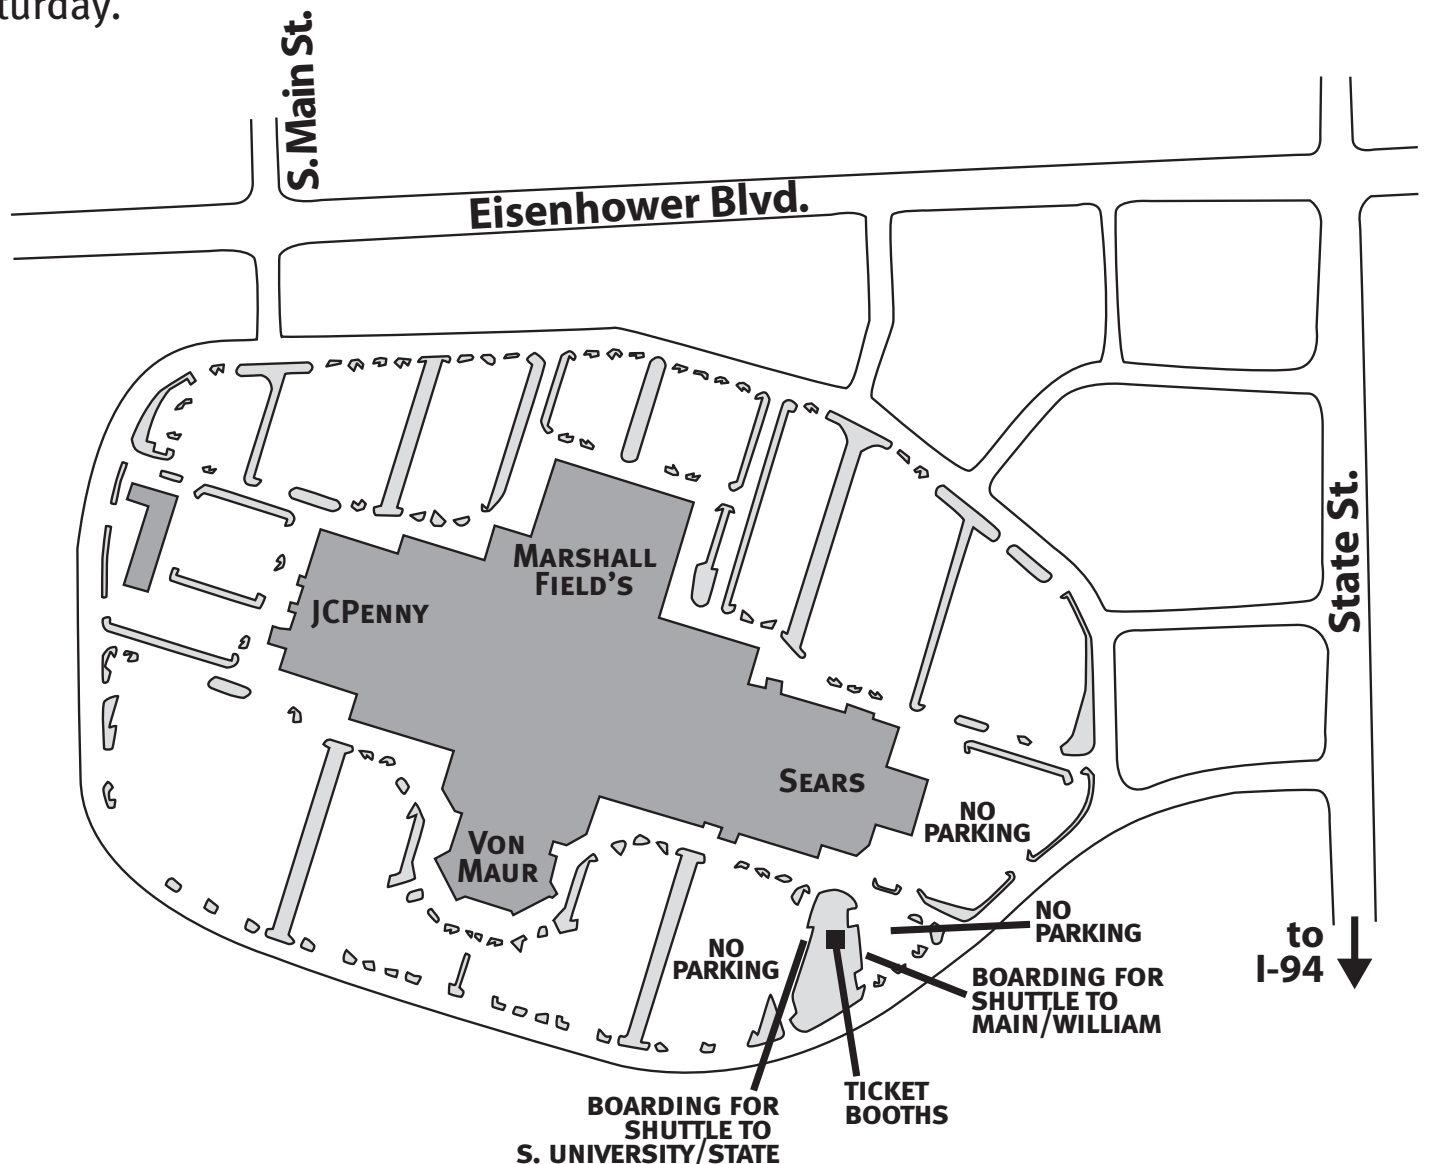 turday.
S. Main St.
Eisenhower Blvd.
State St.
MARSHALL
FIELD'S
JCPENNY
SEARS
VON
MAUR
NO
PARKING
NO
PARKING
NO
PARKING
to
I-94
BOARDING FOR
SHUTTLE TO
MAIN/WILLIAM
TICKET
BOOTHS
BOARDING FOR
SHUTTLE TO
S. UNIVERSITY/STATE